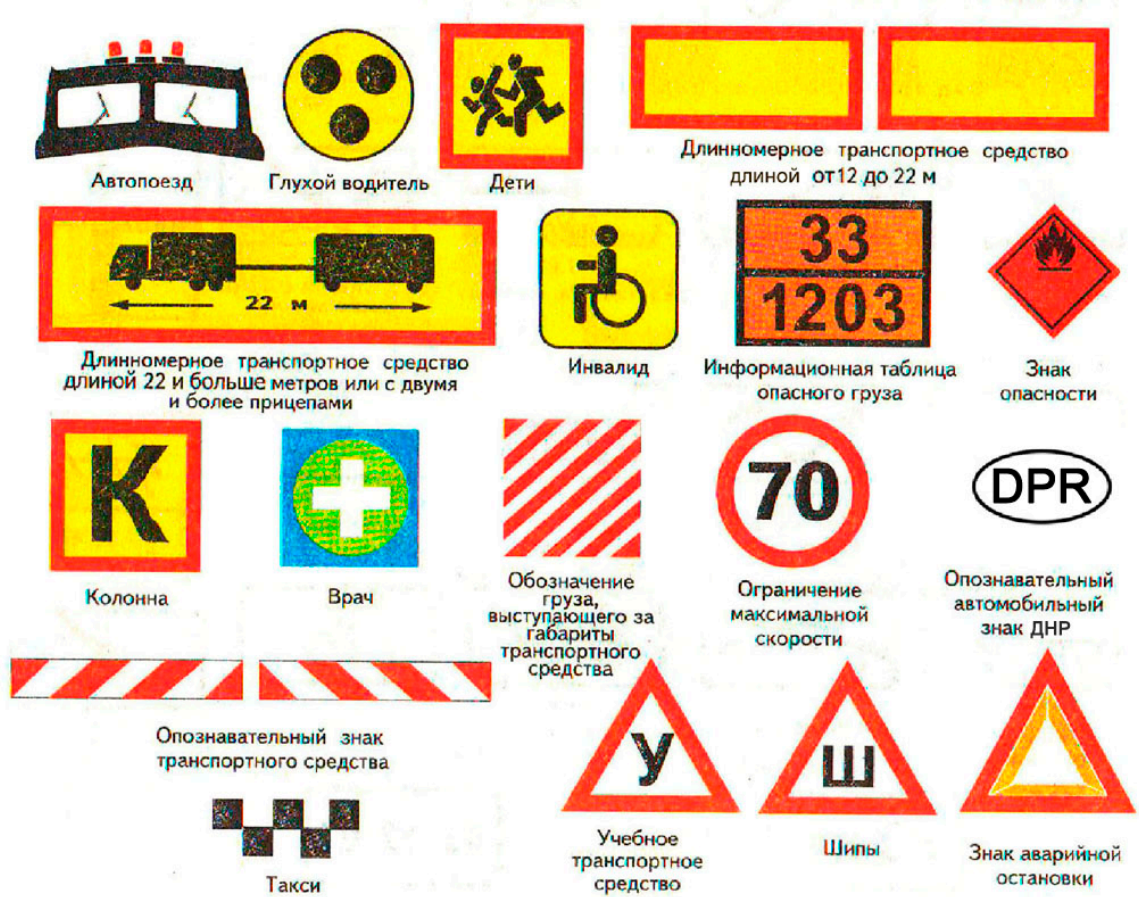 Автопоезд
Глухой водитель
Дети
Длинномерное транспортное средство
длиной от 12 до 22 м
22 м
Длинномерное транспортное средство
длиной 22 и больше метров или с двумя
и более прицепами
Инвалид
33
1203
Информационная таблица
опасного груза
Знак
опасности
К
Колонна
Врач
Обозначение
груза,
выступающего за
габариты
транспортного
средства
70
Ограничение
максимальной
скорости
DPR
Опознавательный
автомобильный
знак ДНР
Опознавательный знак
транспортного средства
Такси
У
Учебное
транспортное
средство
Ш
Шипы
Знак аварийной
остановки